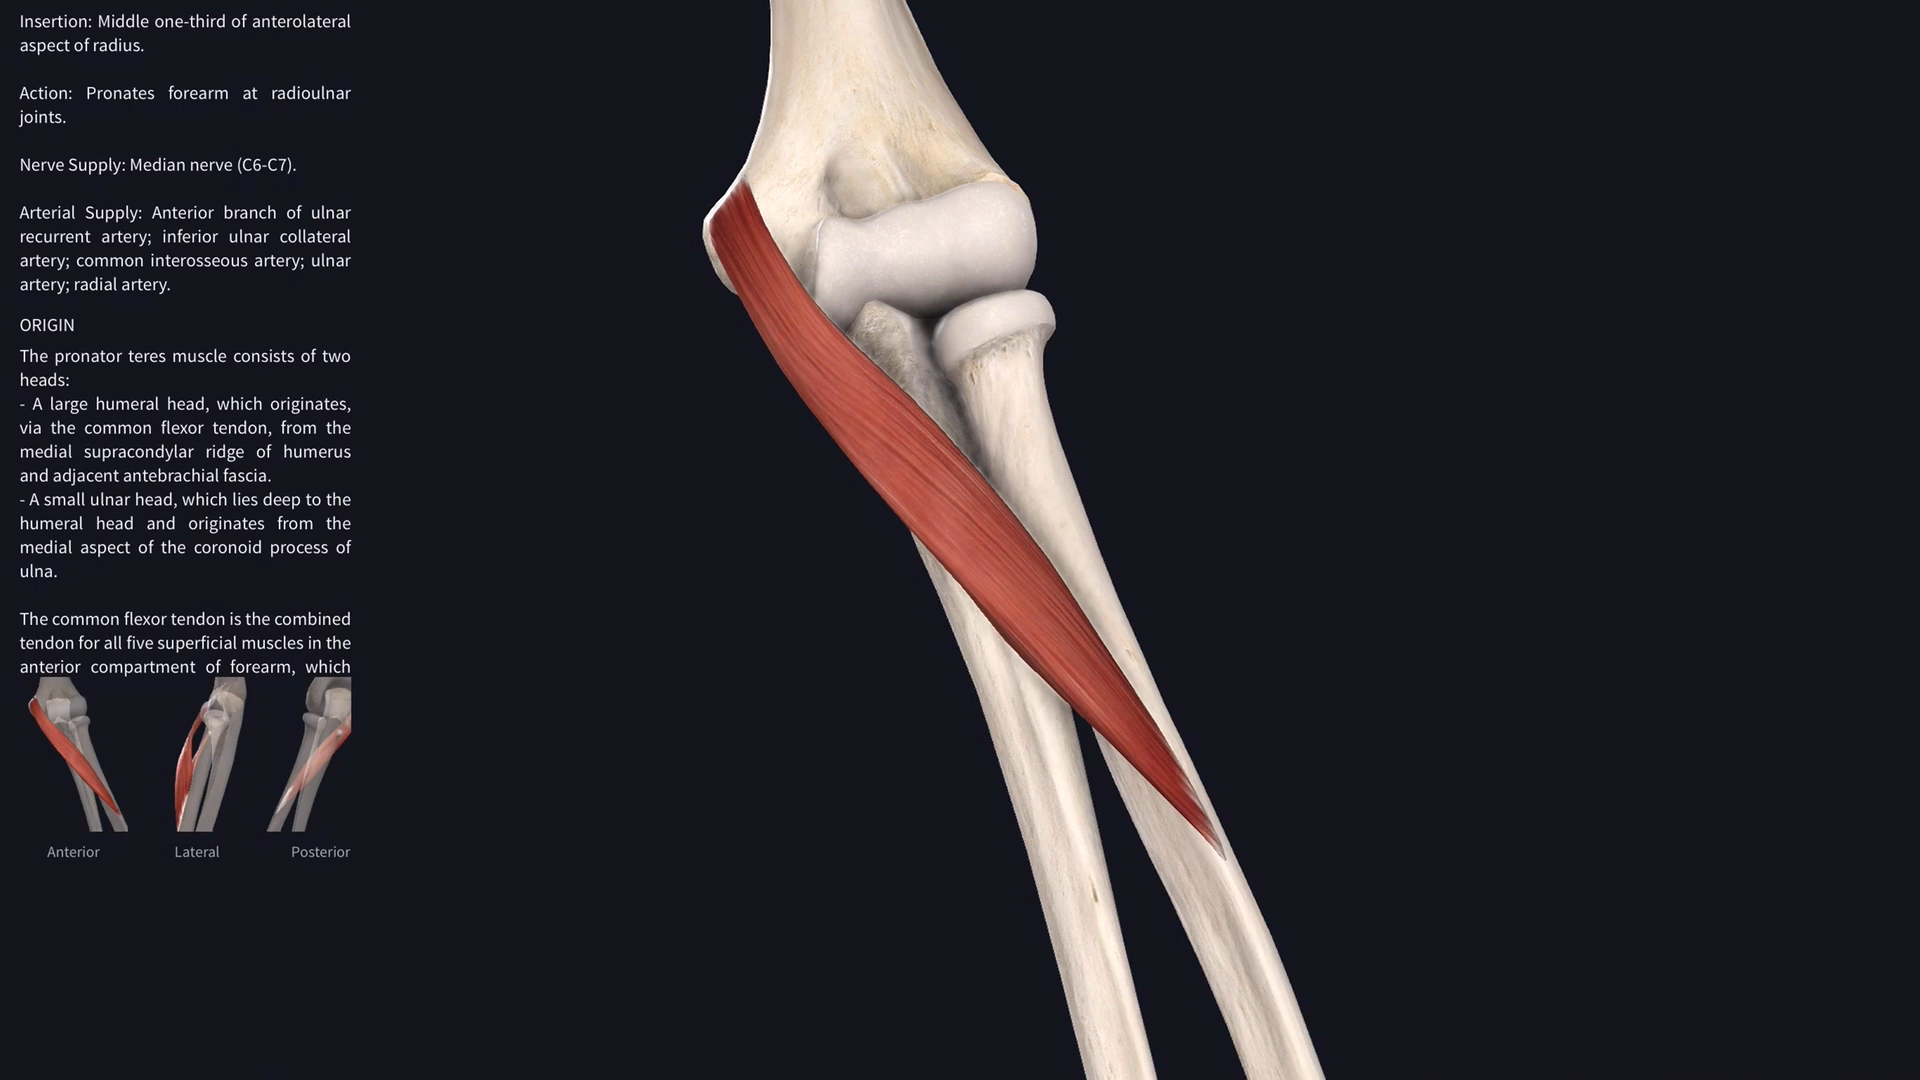 Insertion: Middle one-third of anterolateral
aspect of radius.
Action: Pronates forearm at radioulnar
joints.
Nerve Supply: Median nerve (C6-C7).
Arterial Supply: Anterior branch of ulnar
recurrent artery; inferior ulnar collateral
artery; common interosseous artery; ulnar
artery; radial artery.
ORIGIN
The pronator teres muscle consists of two
heads:
- A large humeral head, which originates,
via the common flexor tendon, from the
medial supracondylar ridge of humerus
and adjacent antebrachial fascia.
- A small ulnar head, which lies deep to the
humeral head and originates from the
medial aspect of the coronoid process of
ulna.
The common flexor tendon is the combined
tendon for all five superficial muscles in the
anterior compartment of forearm, which
Anterior Lateral Posterior